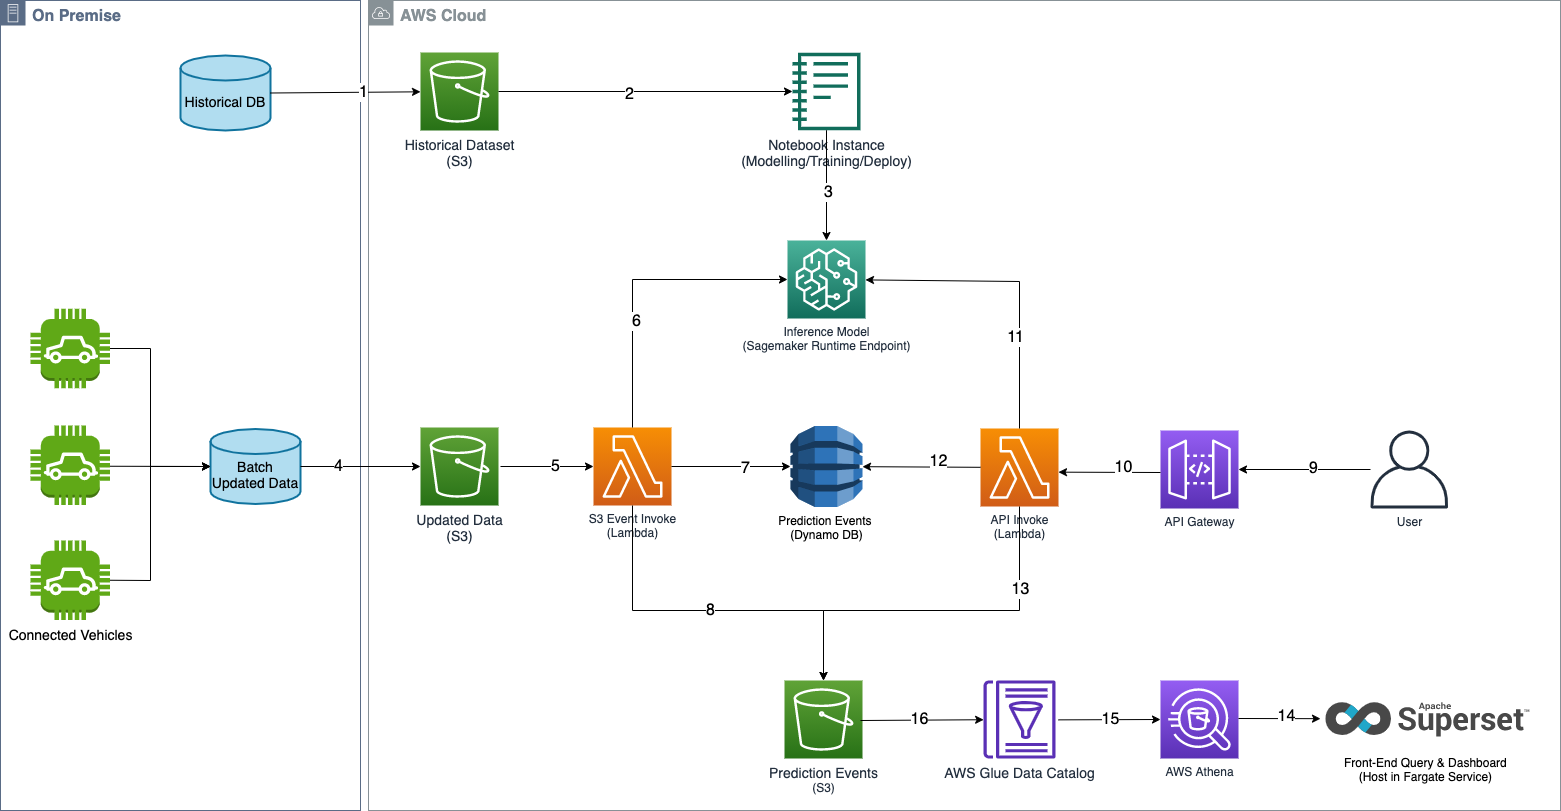 On Premise
AWS Cloud
Historical DB
1
2
Historical Dataset
(S3)
Notebook Instance
(Modelling/Training/Deploy)
3
Inference Model
(Sagemaker Runtime Endpoint)
6
11
Batch
Updated Data
4
5
7
12
10
9
Updated Data
(S3)
S3 Event Invoke
(Lambda)
Prediction Events
(Dynamo DB)
API Invoke
(Lambda)
</>
API Gateway
User
Connected Vehicles
8
13
16
15
14
Apache
Superset™
Prediction Events
(S3)
AWS Glue Data Catalog
AWS Athena
Front-End Query & Dashboard
(Host in Fargate Service)